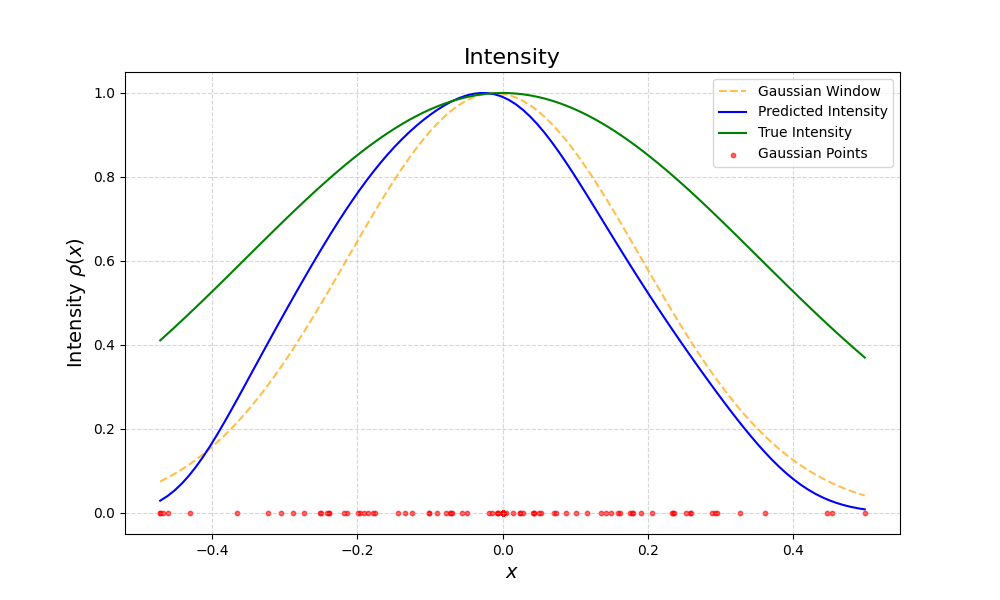 Intensity
Gaussian Window
Predicted Intensity
True Intensity
Gaussian Points
Intensity ρ(x)
1.0
0.8
0.6
0.4
0.2
0.0
−0.4
−0.2
0.0
0.2
0.4
x